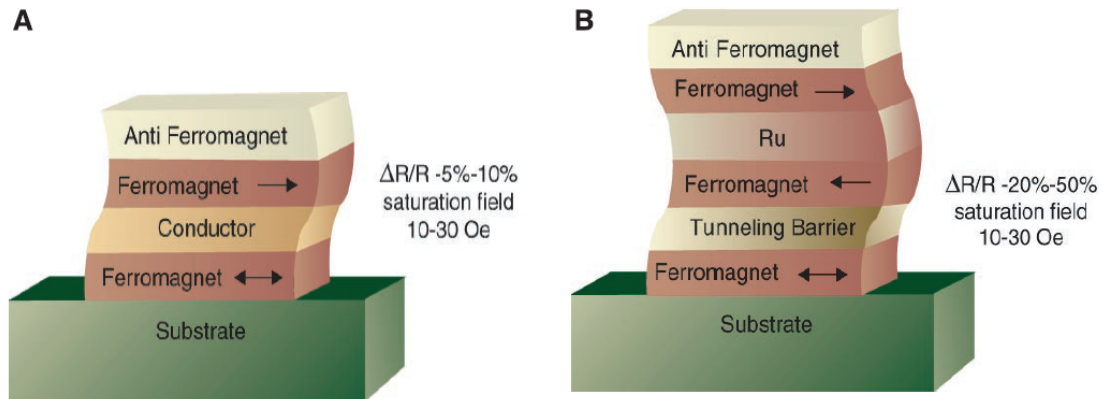 A
Anti Ferromagnet
Ferromagnet
Conductor
Ferromagnet
Substrate
ΔR/R -5%-10%
saturation field
10-30 Oe
B
Anti Ferromagnet
Ferromagnet
Ru
Ferromagnet
Tunneling Barrier
Ferromagnet
Substrate
ΔR/R -20%-50%
saturation field
10-30 Oe